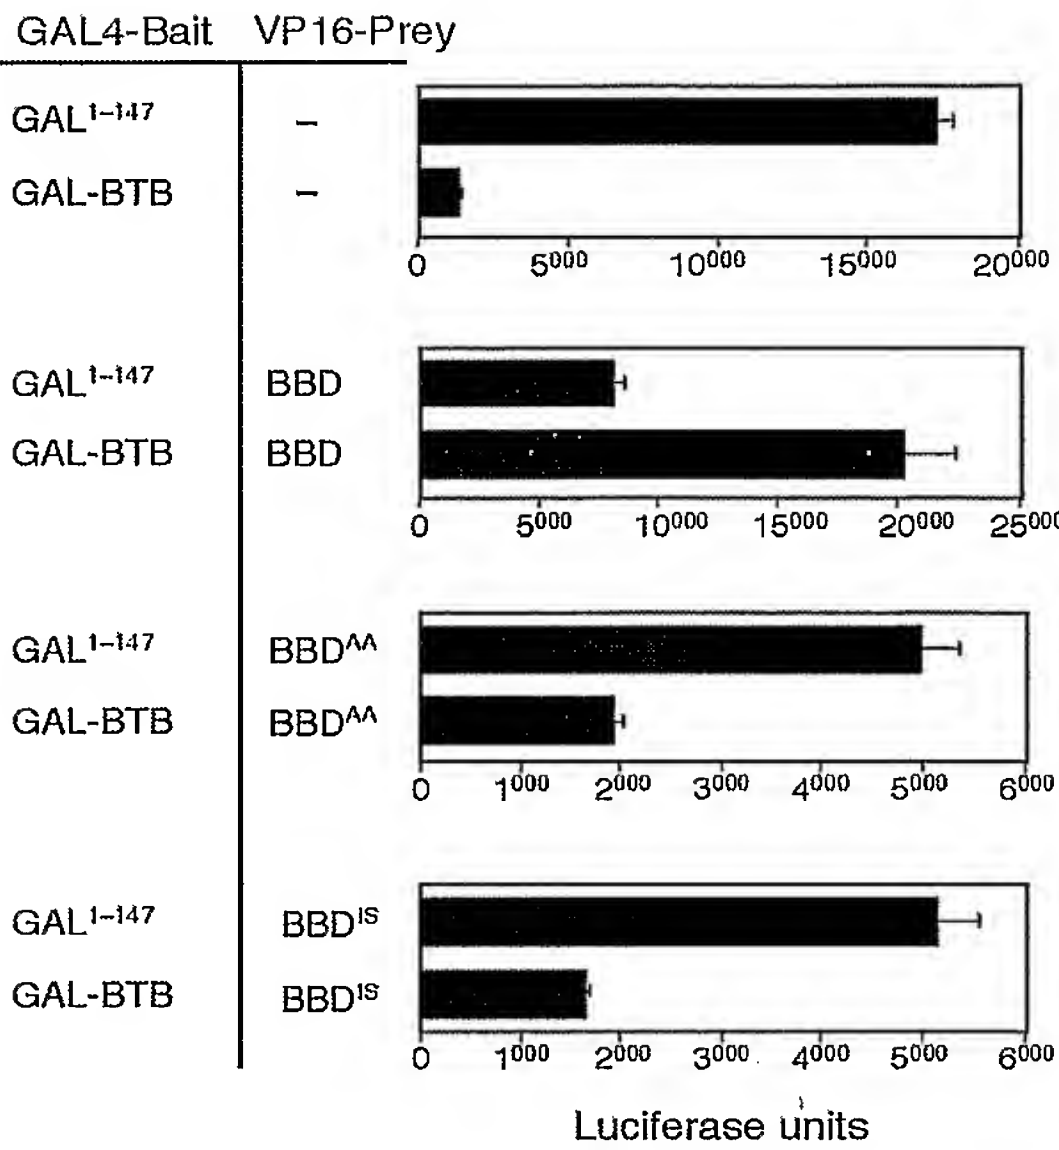 GAL4-Bait VP16-Prey
GAL1-147 –
GAL-BTB –
0 5000 10000 15000 20000
GAL1-147 BBD
GAL-BTB BBD
0 5000 10000 15000 20000 25000
GAL1-147 BBDAA
GAL-BTB BBDAA
0 1000 2000 3000 4000 5000 6000
GAL1-147 BBDIS
GAL-BTB BBDIS
0 1000 2000 3000 4000 5000 6000
Luciferase units